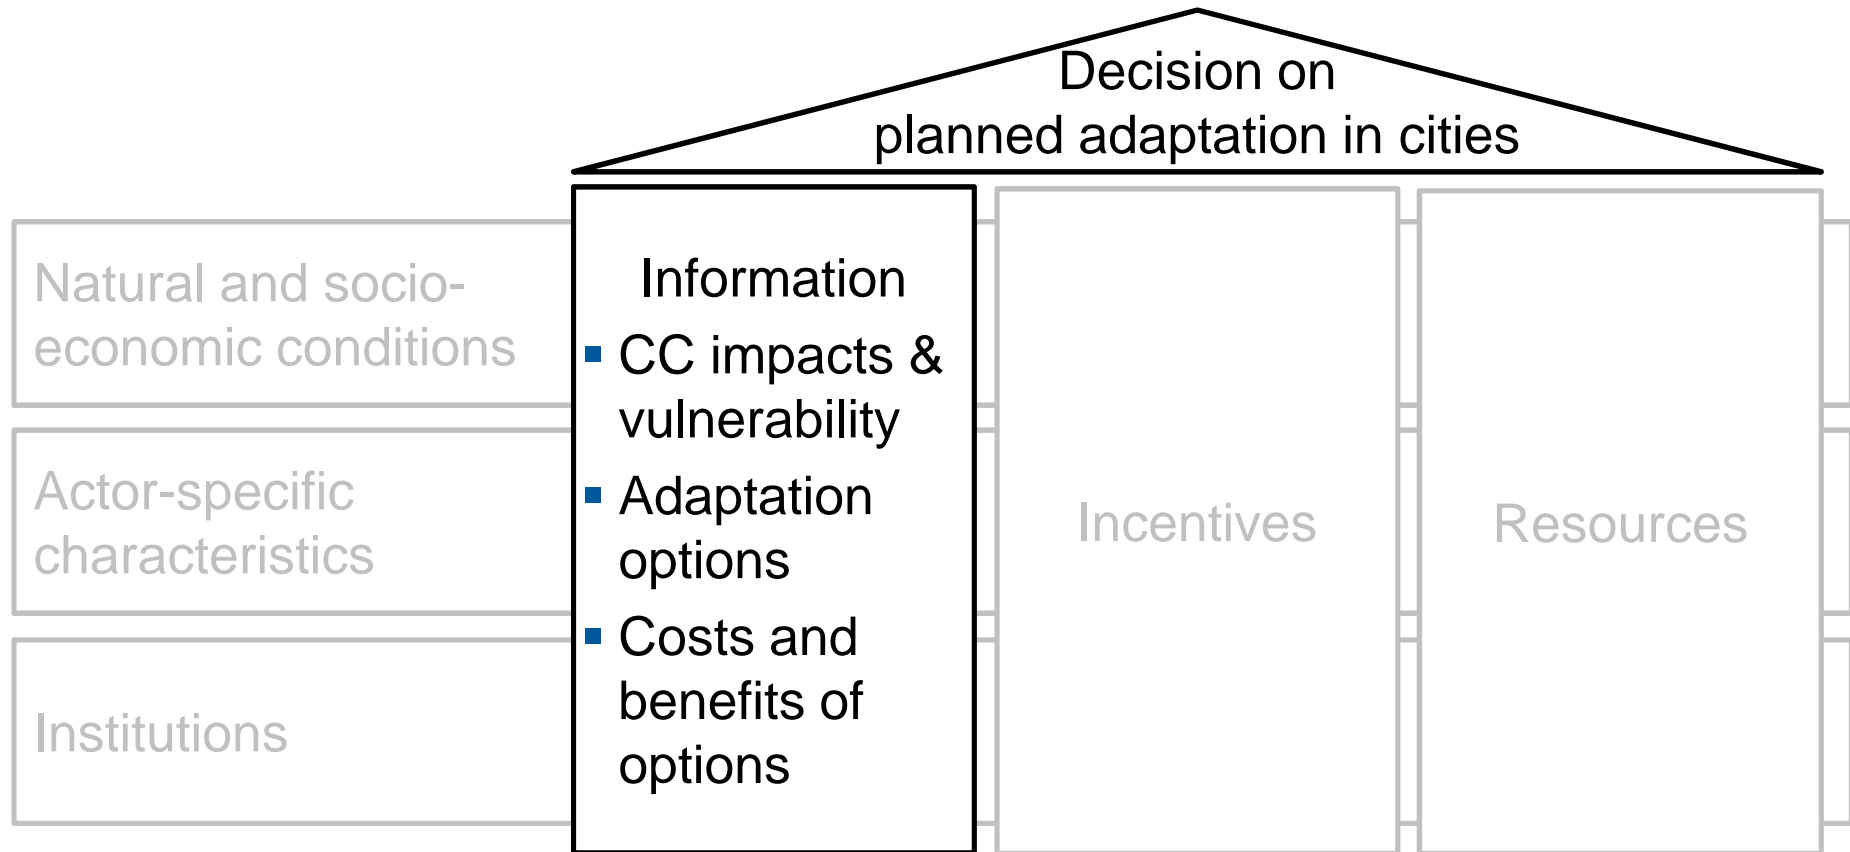 Decision on
planned adaptation in cities
Natural and socio-
economic conditions
Actor-specific
characteristics
Institutions
Information
▪ CC impacts &
vulnerability
▪ Adaptation
options
▪ Costs and
benefits of
options
Incentives
Resources